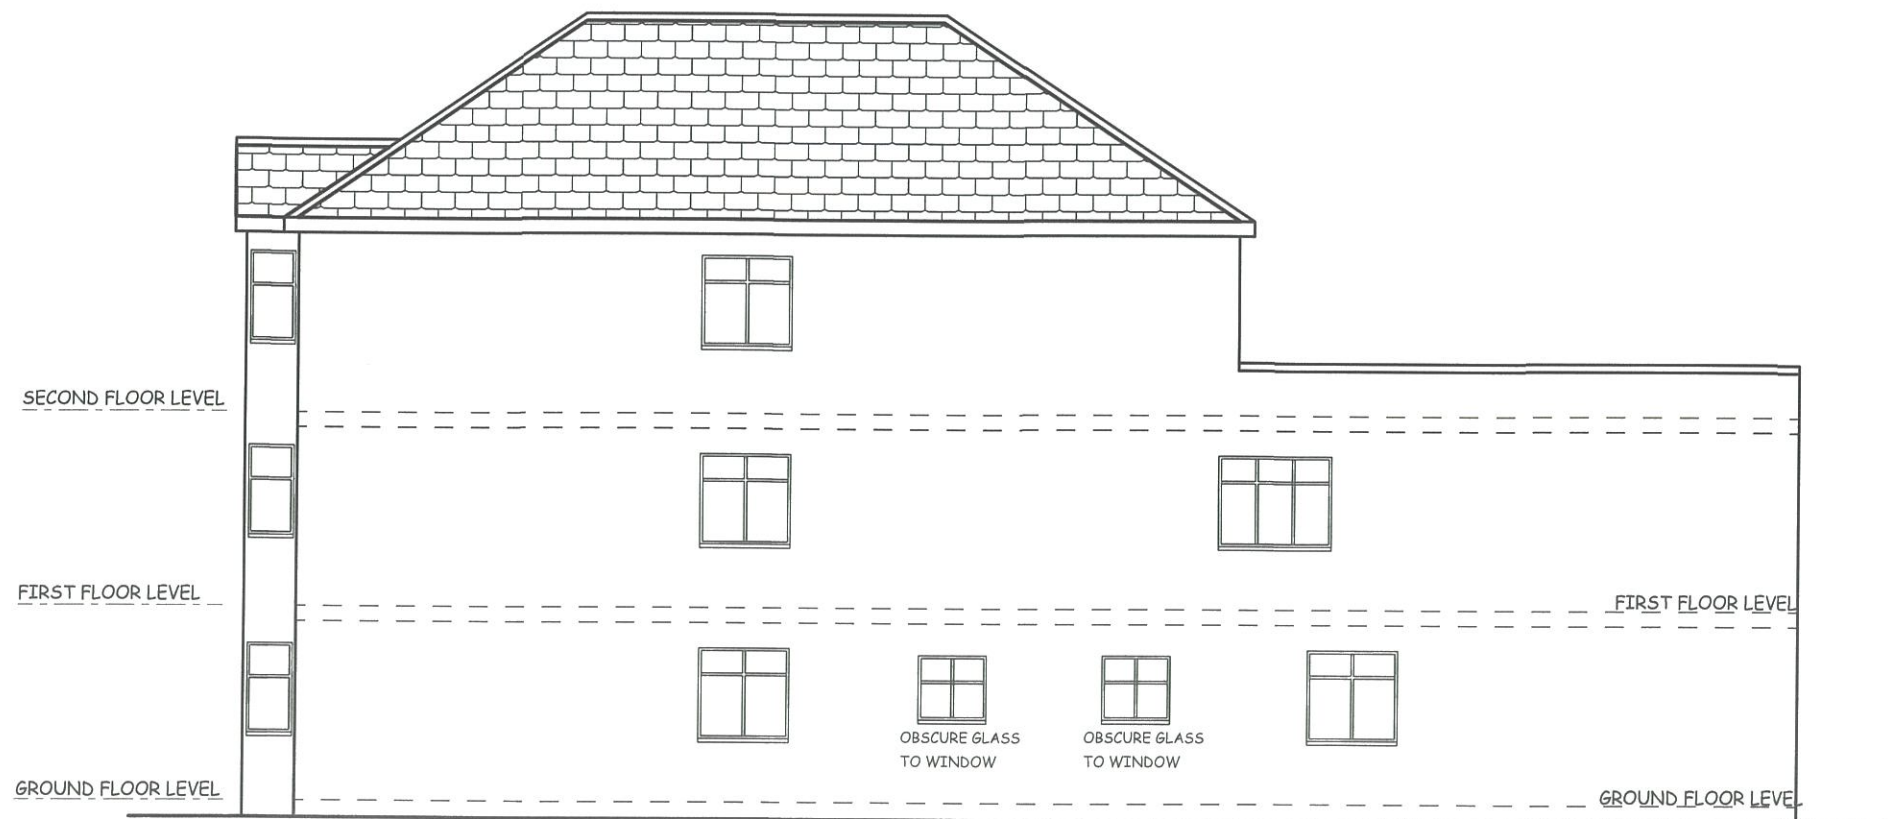 SECOND FLOOR LEVEL
FIRST FLOOR LEVEL
FIRST FLOOR LEVEL
OBSCURE GLASS
TO WINDOW
OBSCURE GLASS
TO WINDOW
GROUND FLOOR LEVEL
GROUND FLOOR LEVEL